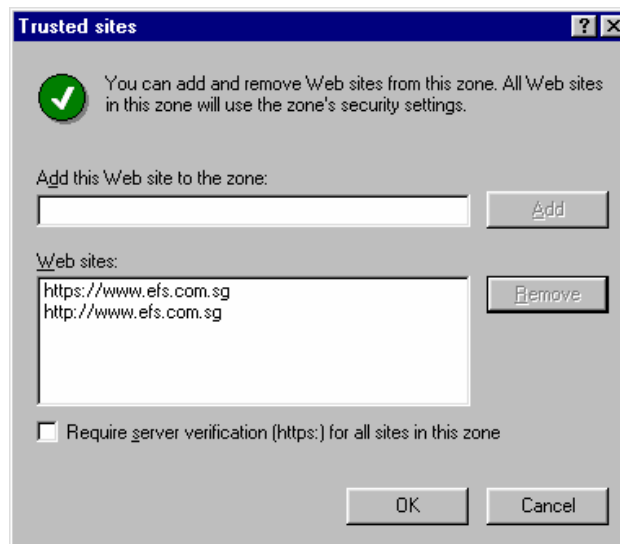 Trusted sites
You can add and remove Web sites from this zone. All Web sites
in this zone will use the zone's security settings.
Add this Web site to the zone:
Add
Web sites:
https://www.efs.com.sg
http://www.efs.com.sg
Remove
Require server verification (https:) for all sites in this zone
OK
Cancel